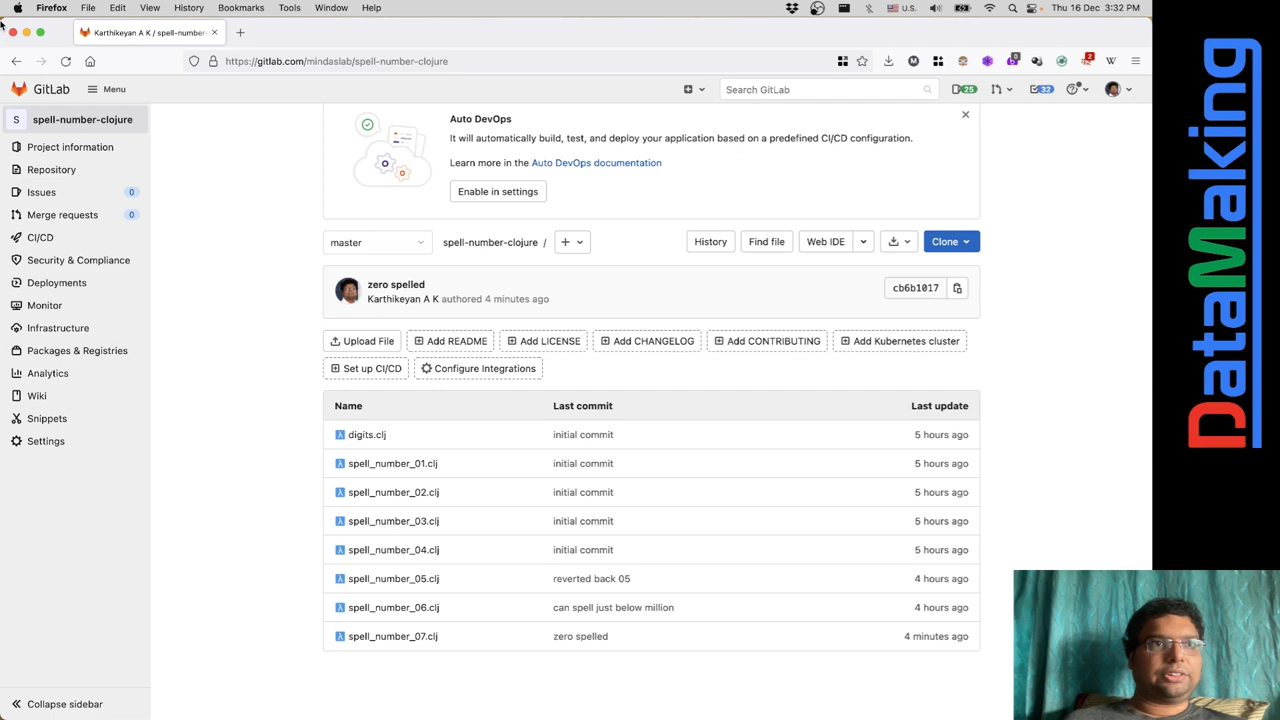 Firefox File Edit View History Bookmarks Tools Window Help U.S. Thu 16 Dec 3:32 PM
Karthikeyan A K / spell-number-
https://gitlab.com/mindaslab/spell-number-clojure
GitLab Menu Search GitLab 25 32
S spell-number-clojure
Project information
Repository
Issues 0
Merge requests 0
CI/CD
Security & Compliance
Deployments
Monitor
Infrastructure
Packages & Registries
Analytics
Wiki
Snippets
Settings
Collapse sidebar
Auto DevOps
It will automatically build, test, and deploy your application based on a predefined CI/CD configuration.
Learn more in the Auto DevOps documentation
Enable in settings
master spell-number-clojure / + History Find file Web IDE Clone
zero spelled
Karthikeyan A K authored 4 minutes ago
cb6b1017
Upload File Add README Add LICENSE Add CHANGELOG Add CONTRIBUTING Add Kubernetes cluster
Set up CI/CD Configure Integrations
Name Last commit Last update
digits.clj initial commit 5 hours ago
spell_number_01.clj initial commit 5 hours ago
spell_number_02.clj initial commit 5 hours ago
spell_number_03.clj initial commit 5 hours ago
spell_number_04.clj initial commit 5 hours ago
spell_number_05.clj reverted back 05 4 hours ago
spell_number_06.clj can spell just below million 4 hours ago
spell_number_07.clj zero spelled 4 minutes ago
DataMaking